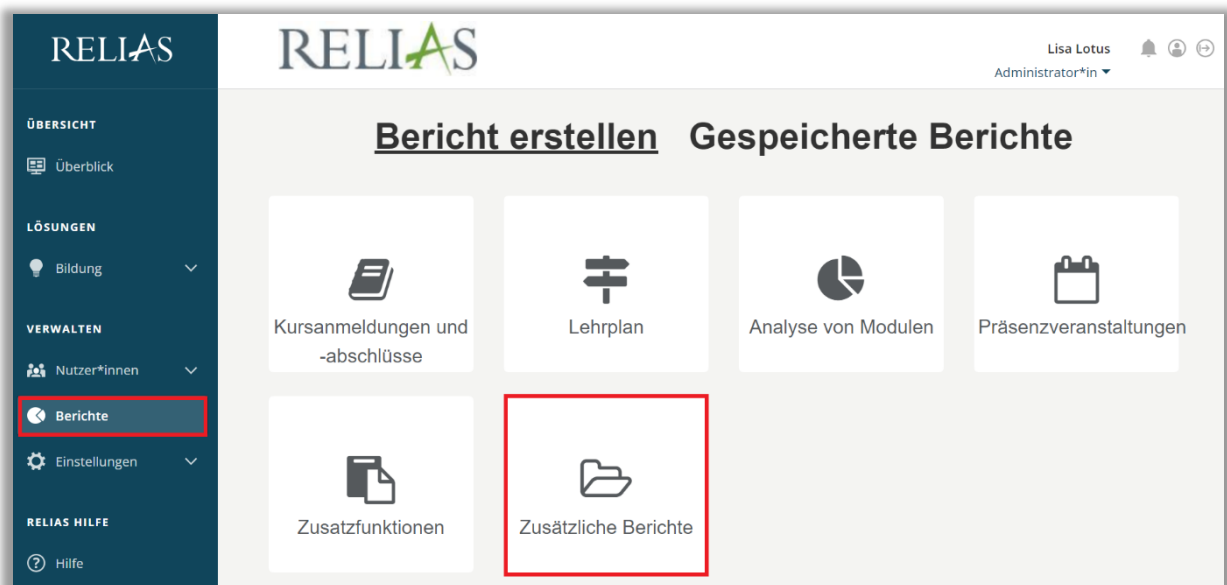 RELIAS
ÜBERSICHT
Überblick
LÖSUNGEN
Bildung
VERWALTEN
Nutzer*innen
Berichte
Einstellungen
RELIAS HILFE
Hilfe
RELIAS
Lisa Lotus
Administrator*in
Bericht erstellen Gespeicherte Berichte
Kursanmeldungen und
-abschlüsse
Lehrplan
Analyse von Modulen
Präsenzveranstaltungen
Zusatzfunktionen
Zusätzliche Berichte